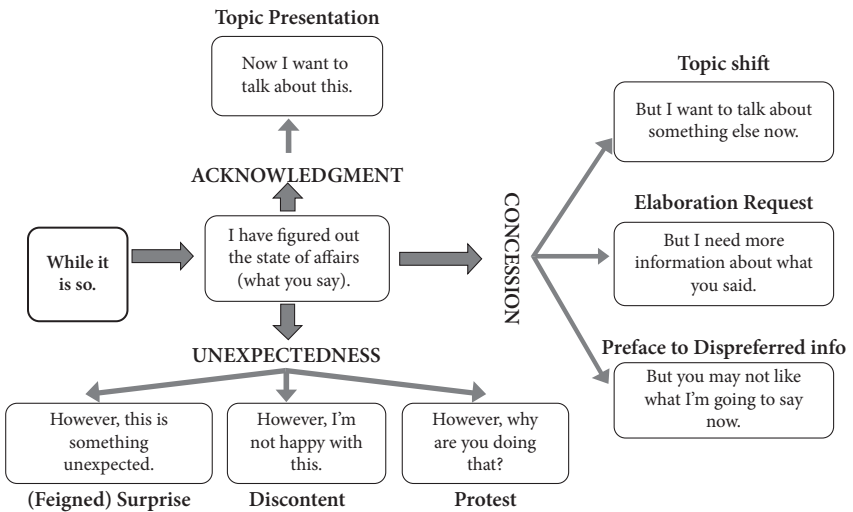 Topic Presentation
Now I want to
talk about this.
ACKNOWLEDGMENT
While it
is so.
I have figured out
the state of affairs
(what you say).
CONCESSION
Topic shift
But I want to talk about
something else now.
Elaboration Request
But I need more
information about what
you said.
Preface to Dispreferred info
But you may not like
what I'm going to say
now.
UNEXPECTEDNESS
However, this is
something
unexpected.
(Feigned) Surprise
However, I'm
not happy with
this.
Discontent
However, why
are you doing
that?
Protest